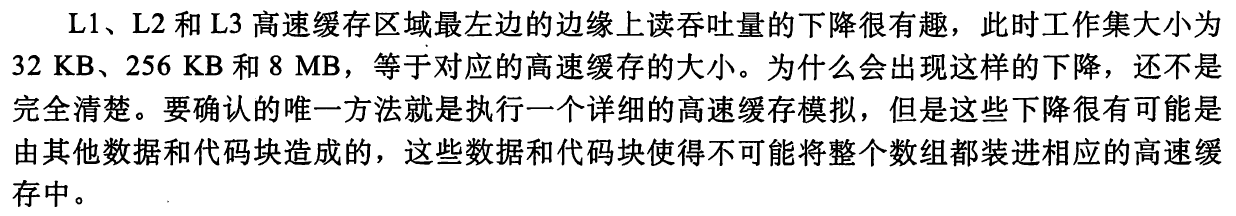 L1、L2 和 L3 高速缓存区域最左边的边缘上读吞吐量的下降很有趣，此时工作集大小为
32 KB、256 KB 和 8 MB，等于对应的高速缓存的大小。为什么会出现这样的下降，还不是
完全清楚。要确认的唯一方法就是执行一个详细的高速缓存模拟，但是这些下降很有可能是
由其他数据和代码块造成的，这些数据和代码块使得不可能将整个数组都装进相应的高速缓
存中。